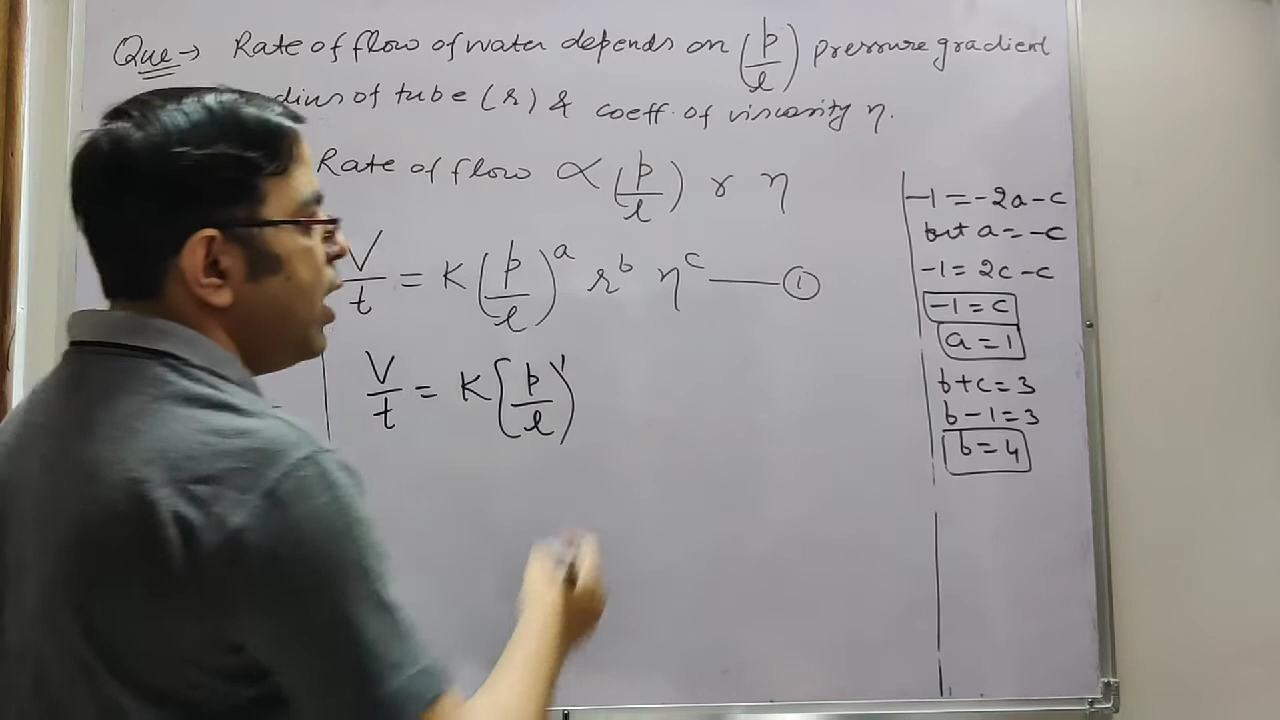 Que → Rate of flow of water depends on (p/l) pressure gradient
dius of tube (r) & coeff. of viscosity η.
Rate of flow ∝ (p/l) r η
V/t = K (p/l)^a r^b η^c —— ①
V/t = K (p/l)^1
-1 = -2a - c
but a = -c
-1 = 2c - c
-1 = c
a = 1
b + c = 3
b - 1 = 3
b = 4